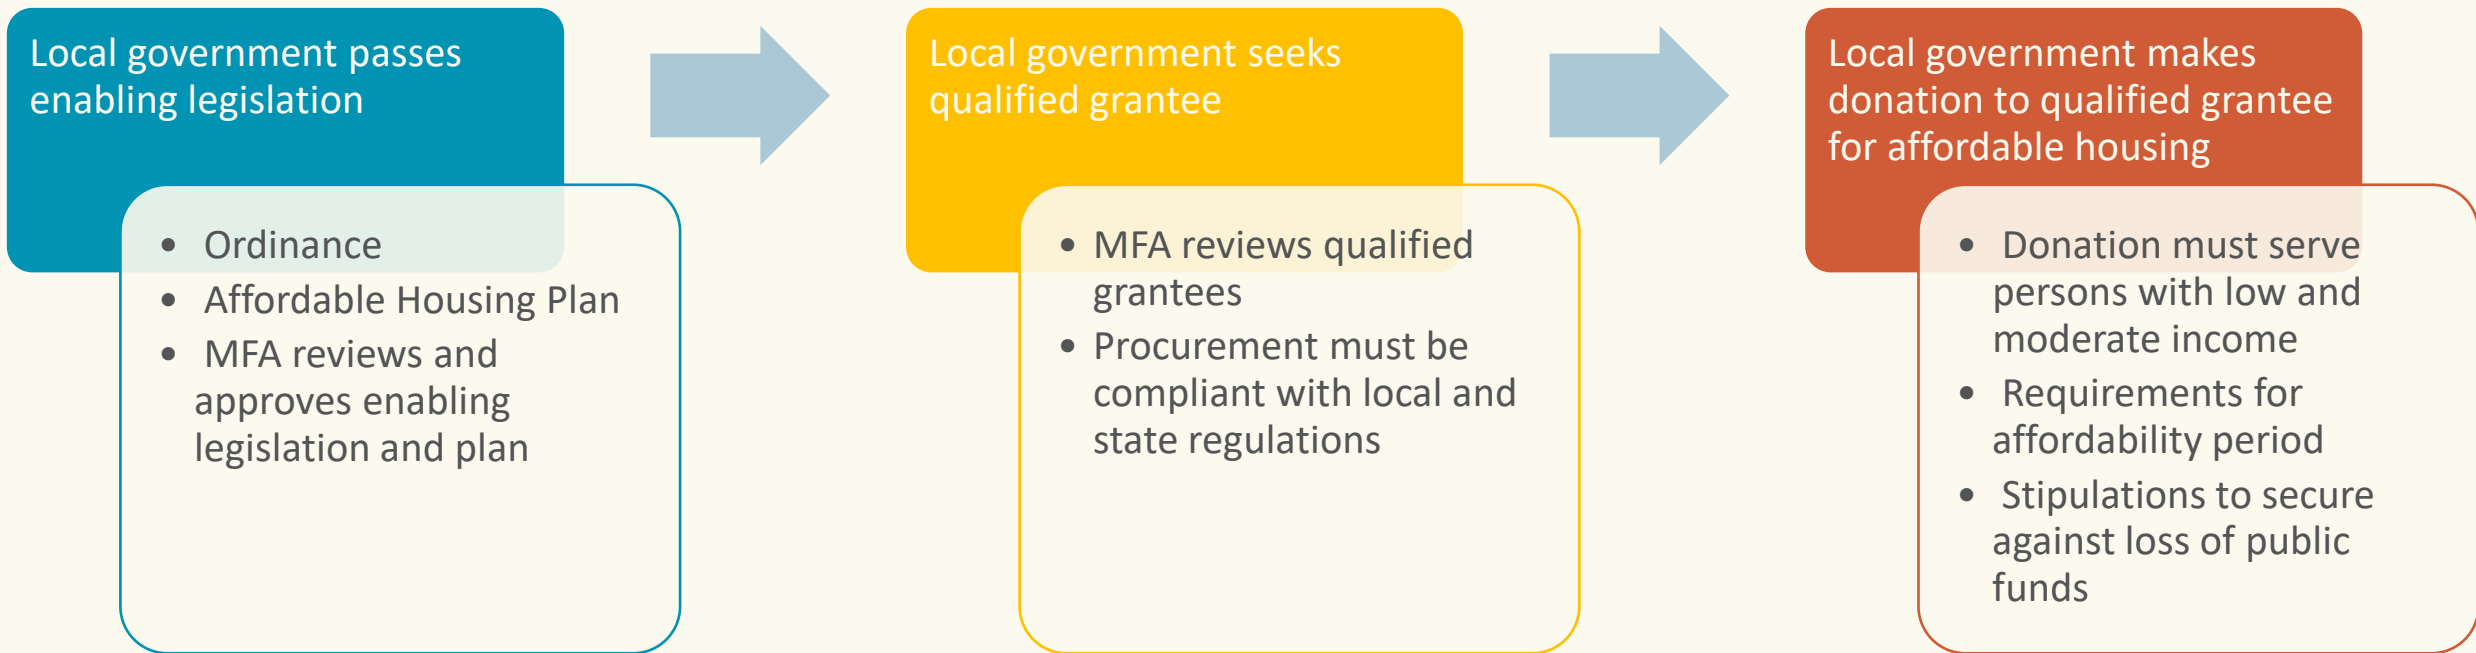 Local government passes
enabling legislation
• Ordinance
• Affordable Housing Plan
• MFA reviews and
approves enabling
legislation and plan
Local government seeks
qualified grantee
• MFA reviews qualified
grantees
• Procurement must be
compliant with local and
state regulations
Local government makes
donation to qualified grantee
for affordable housing
• Donation must serve
persons with low and
moderate income
• Requirements for
affordability period
• Stipulations to secure
against loss of public
funds